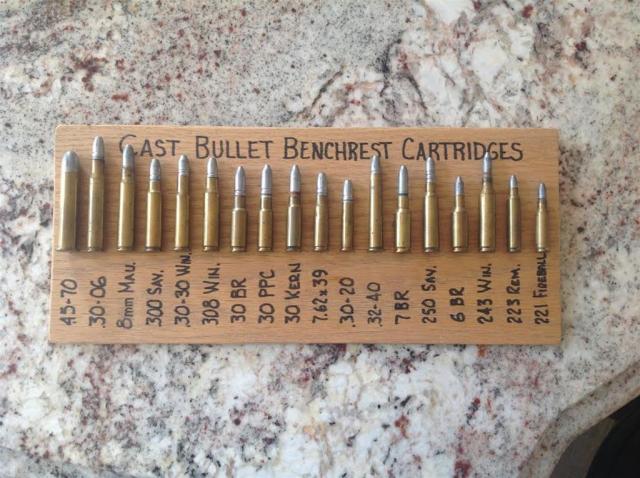 CAST BULLET BENCHREST CARTRIDGES
45-70
.30-06
8mm MAU.
300 SAV.
.30-30 WIN.
308 WIN.
30 BR
30 PPC
30 KERN
7.62x39
.30-20
.32-40
7 BR
250 SAV.
6 BR
243 WIN.
223 REM.
221 FIREBALL